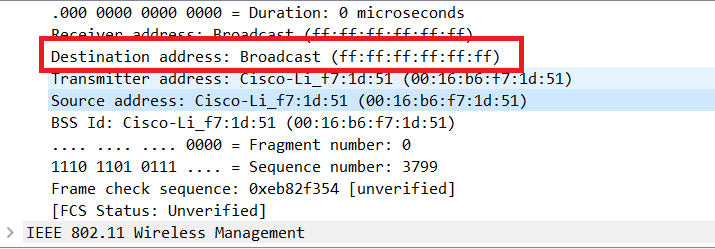 .000 0000 0000 0000 = Duration: 0 microseconds
Receiver address: Broadcast (ff:ff:ff:ff:ff:ff)
Destination address: Broadcast (ff:ff:ff:ff:ff:ff)
Transmitter address: Cisco-Li_f7:1d:51 (00:16:b6:f7:1d:51)
Source address: Cisco-Li_f7:1d:51 (00:16:b6:f7:1d:51)
BSS Id: Cisco-Li_f7:1d:51 (00:16:b6:f7:1d:51)
.... .... .... 0000 = Fragment number: 0
1110 1101 0111 .... = Sequence number: 3799
Frame check sequence: 0xeb82f354 [unverified]
[FCS Status: Unverified]
IEEE 802.11 Wireless Management